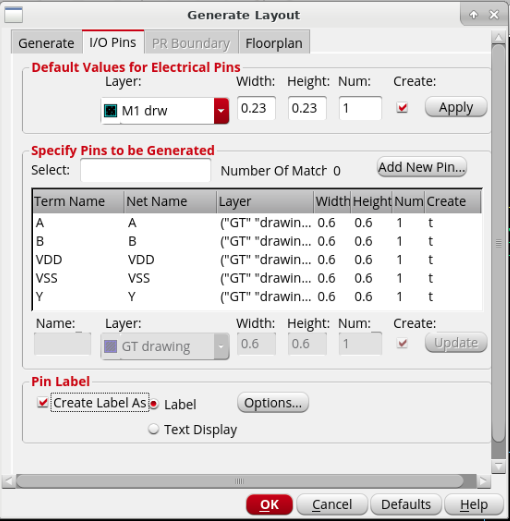 Generate Layout
Generate I/O Pins PR Boundary Floorplan
Default Values for Electrical Pins
Layer: Width: Height: Num: Create:
M1 drw 0.23 0.23 1 Apply
Specify Pins to be Generated
Select: Number Of Match 0 Add New Pin...
Term Name Net Name Layer Width Height Num Create
A A ("GT" "drawin... 0.6 0.6 1 t
B B ("GT" "drawin... 0.6 0.6 1 t
VDD VDD ("GT" "drawin... 0.6 0.6 1 t
VSS VSS ("GT" "drawin... 0.6 0.6 1 t
Y Y ("GT" "drawin... 0.6 0.6 1 t
Name: Layer: Width: Height: Num: Create:
GT drawing 0.6 0.6 1 Update
Pin Label
Create Label As Label Options...
Text Display
OK Cancel Defaults Help